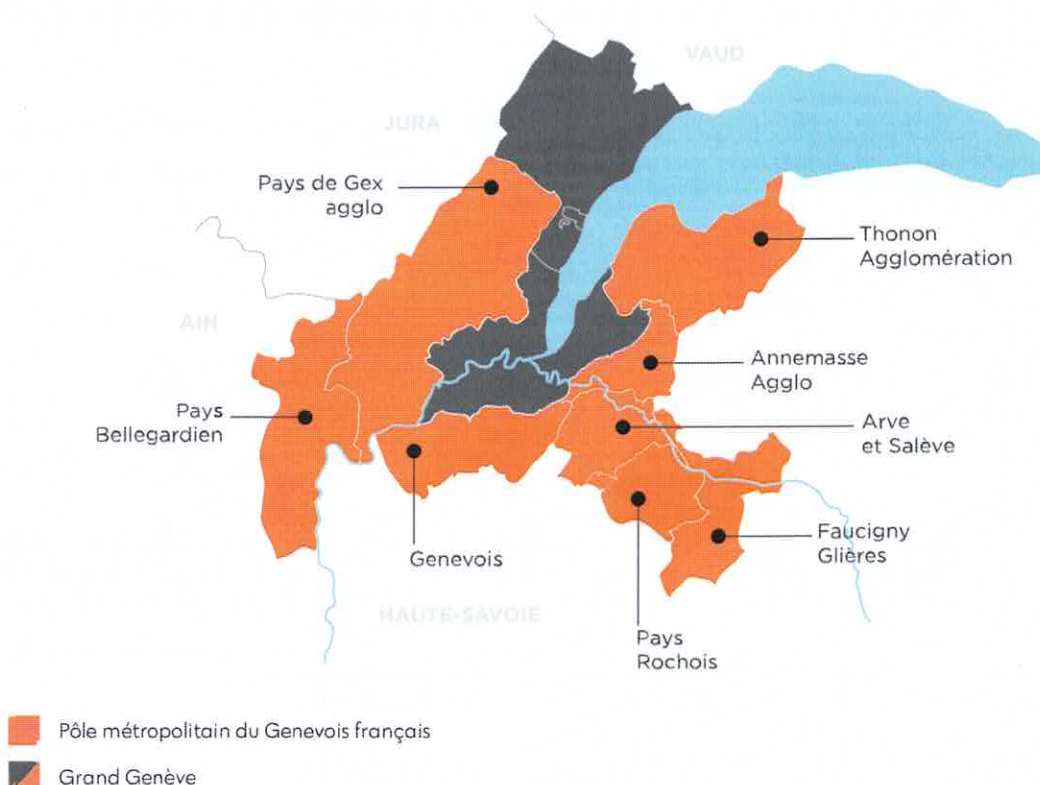 VAUD
JURA
Pays de Gex
agglo
Thonon
Agglomération
AIN
Annemasse
Agglo
Pays
Bellegardien
Arve
et Salève
Genevois
Faucigny
Glières
HAUTE-SAVOIE
Pays
Rochois
Pôle métropolitain du Genevois français
Grand Genève